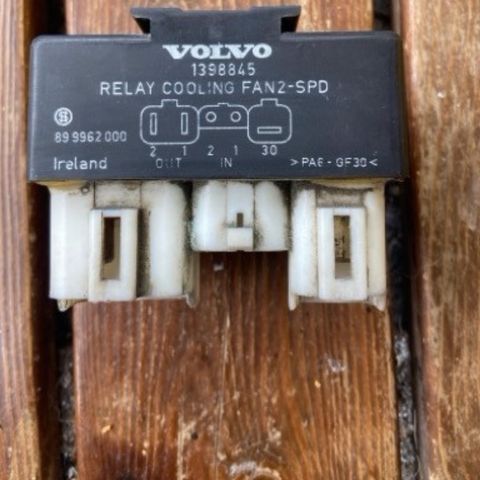 VOLVO
1398845
RELAY COOLING FAN2-SPD
S
89 9962 000
2 1 2 1 30
Ireland OUT IN >PA6-GF30<